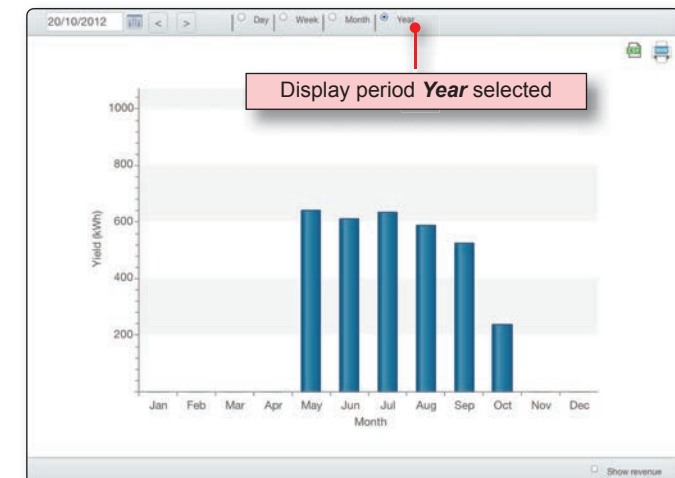 20/10/2012 < > Day Week Month Year
Display period Year selected
1000
800
600
400
200
Yield (kWh)
Jan Feb Mar Apr May Jun Jul Aug Sep Oct Nov Dec
Month
Show revenue